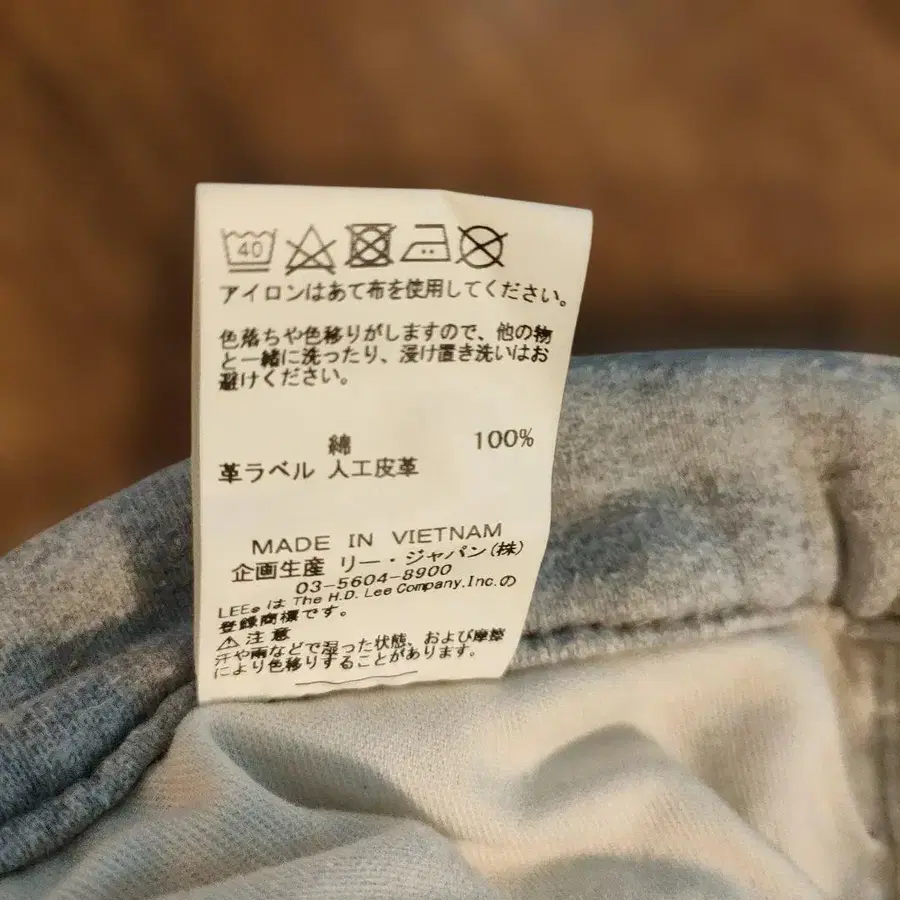 40
アイロンはあて布を使用してください。
色落ちや色移りがしますので、他の物
と一緒に洗ったり、浸け置き洗いはお
避けください。
綿 100%
革ラベル 人工皮革
MADE IN VIETNAM
企画生産 リー・ジャパン(株)
03-5604-8900
LEE® は The H.D. Lee Company,Inc.の
登録商標です。
⚠注意
汗や雨などで湿った状態、および摩擦
により色移りすることがあります。